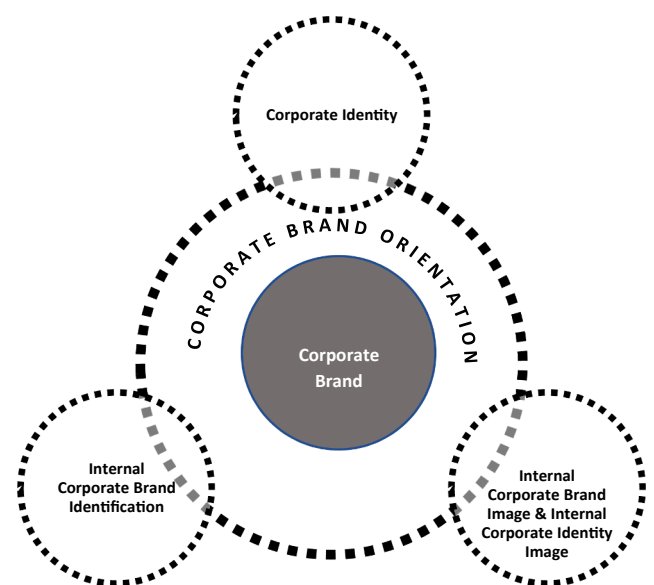 Corporate Identity
CORPORATE BRAND ORIENTATION
Corporate
Brand
Internal
Corporate Brand
Identification
Internal
Corporate Brand
Image & Internal
Corporate Identity
Image